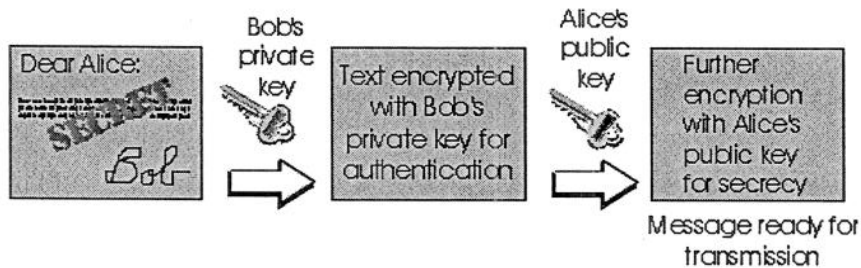 Dear Alice:
SECRET
Bob
Bob's
private
key
Text encrypted
with Bob's
private key for
authentication
Alice's
public
key
Further
encryption
with Alice's
public key
for secrecy
Message ready for
transmission